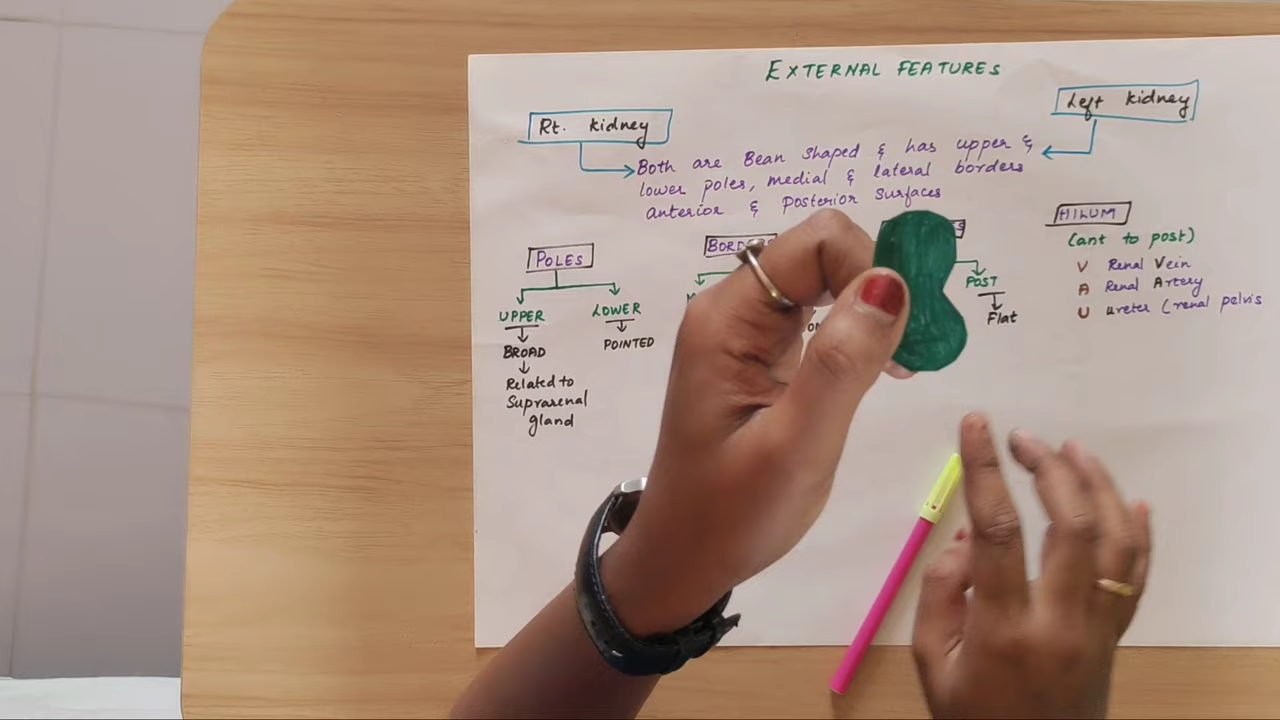 EXTERNAL FEATURES
Rt. kidney
Left kidney
Both are Bean shaped & has upper &
lower poles, medial & lateral borders
anterior & Posterior surfaces
POLES
UPPER
BROAD
Related to
Suprarenal
gland
LOWER
POINTED
POST
Flat
HILUM
(ant to post)
V Renal Vein
A Renal Artery
U ureter (renal pelvis